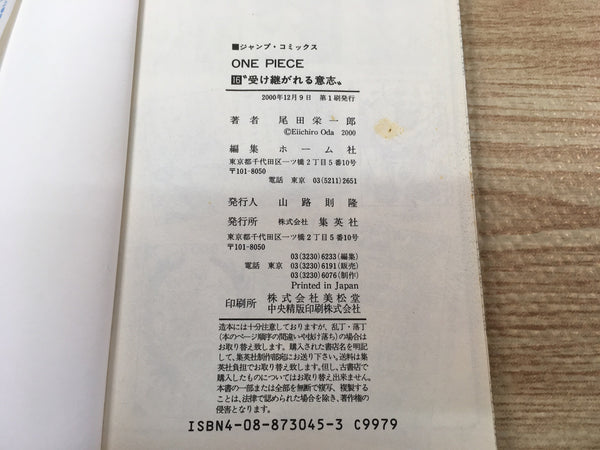 ■ジャンプ・コミックス
ONE PIECE
16〝受け継がれる意志〟
2000年12月9日 第1刷発行
著者 尾田栄一郎
©Eiichiro Oda 2000
編集 ホーム社
東京都千代田区一ツ橋2丁目5番10号
〒101-8050
電話 東京 03(5211)2651
発行人 山路則隆
発行所 株式会社 集英社
東京都千代田区一ツ橋2丁目5番10号
〒101-8050
03(3230)6233(編集)
電話 東京 03(3230)6191(販売)
03(3230)6076(制作)
Printed in Japan
印刷所 株式会社美松堂
中央精版印刷株式会社
造本には十分注意しておりますが、乱丁・落丁
(本のページ順序の間違いや抜け落ち)の場合は
お取り替え致します。購入された書店名を明記し
て、集英社制作部宛にお送り下さい。送料は集
英社負担でお取り替え致します。但し、古書店で
購入したものについてはお取り替え出来ません。
本書の一部または全部を無断で複写、複製する
ことは、法律で認められた場合を除き、著作権の
侵害となります。
ISBN4-08-873045-3 C9979